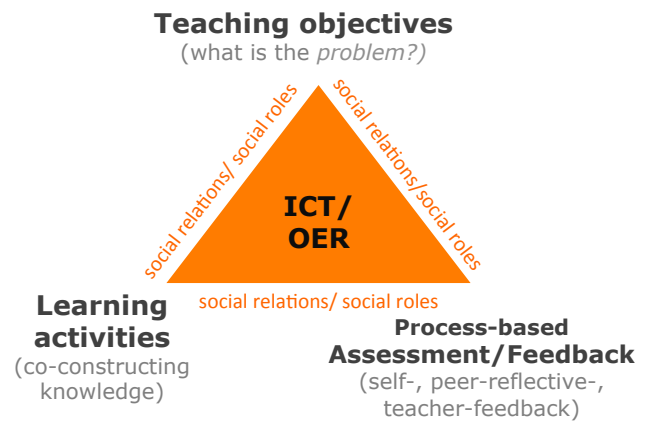 Teaching objectives
(what is the problem?)
social relations/ social roles
social relations/social roles
ICT/
OER
social relations/ social roles
Learning
activities
(co-constructing
knowledge)
Process-based
Assessment/Feedback
(self-, peer-reflective-,
teacher-feedback)